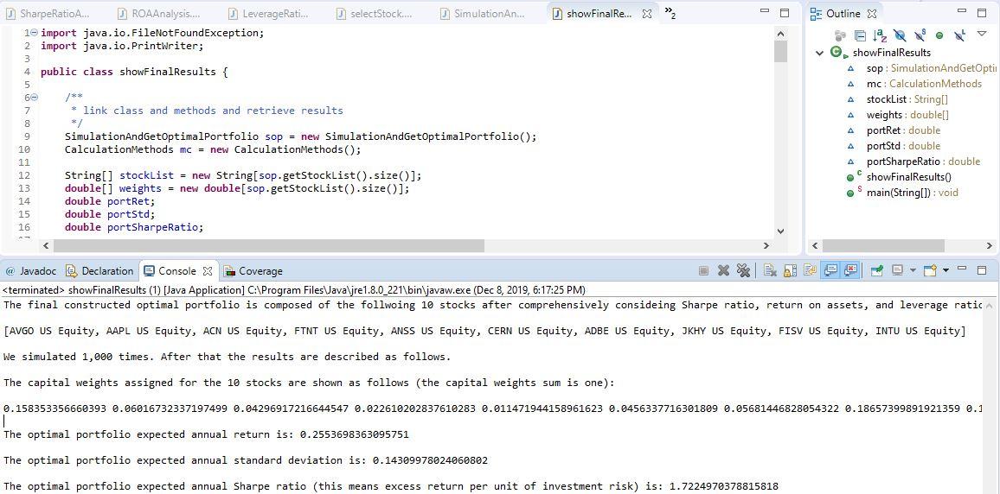 SharpeRatioA...
ROAAnalysis....
LeverageRati...
selectStock....
SimulationAn...
showFinalRe...
»2
Outline
1 import java.io.FileNotFoundException;
2 import java.io.PrintWriter;
3
4 public class showFinalResults {
5
6 /**
7 * link class and methods and retrieve results
8 */
9 SimulationAndGetOptimalPortfolio sop = new SimulationAndGetOptimalPortfolio();
10 CalculationMethods mc = new CalculationMethods();
11
12 String[] stockList = new String[sop.getStockList().size()];
13 double[] weights = new double[sop.getStockList().size()];
14 double portRet;
15 double portStd;
16 double portSharpeRatio;
showFinalResults
sop : SimulationAndGetOpti
mc : CalculationMethods
stockList : String[]
weights : double[]
portRet : double
portStd : double
portSharpeRatio : double
showFinalResults()
main(String[]) : void
@ Javadoc
Declaration
Console
Coverage
<terminated> showFinalResults (1) [Java Application] C:\Program Files\Java\jre1.8.0_221\bin\javaw.exe (Dec 8, 2019, 6:17:25 PM)
The final constructed optimal portfolio is composed of the follwoing 10 stocks after comprehensively consideing Sharpe ratio, return on assets, and leverage ratio
[AVGO US Equity, AAPL US Equity, ACN US Equity, FTNT US Equity, ANSS US Equity, CERN US Equity, ADBE US Equity, JKHY US Equity, FISV US Equity, INTU US Equity]
We simulated 1,000 times. After that the results are described as follows.
The capital weights assigned for the 10 stocks are shown as follows (the capital weights sum is one):
0.158353356660393 0.06016732337197499 0.04296917216644547 0.022610202837610283 0.011471944158961623 0.0456337716301809 0.05681446828054322 0.18657399891921359 0.1
The optimal portfolio expected annual return is: 0.2553698363095751
The optimal portfolio expected annual standard deviation is: 0.14309978024060802
The optimal portfolio expected annual Sharpe ratio (this means excess return per unit of investment risk) is: 1.7224970378815818